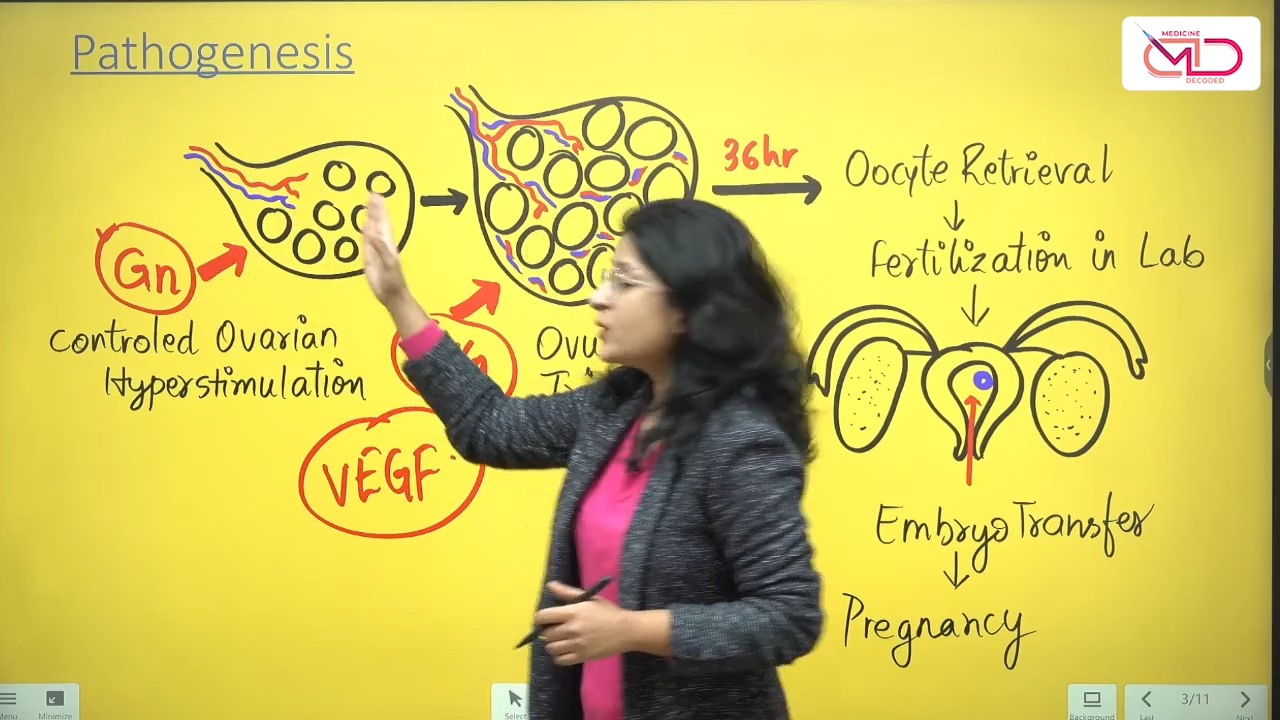 Pathogenesis
MEDICINE
MD
DECODED
36hr
Oocyte Retrieval
Fertilization in Lab
Gn
Controled Ovarian
Hyperstimulation
VEGF
Embryo Transfer
Pregnancy
Menu
Minimize
Select
Background
Last
3/11
Next